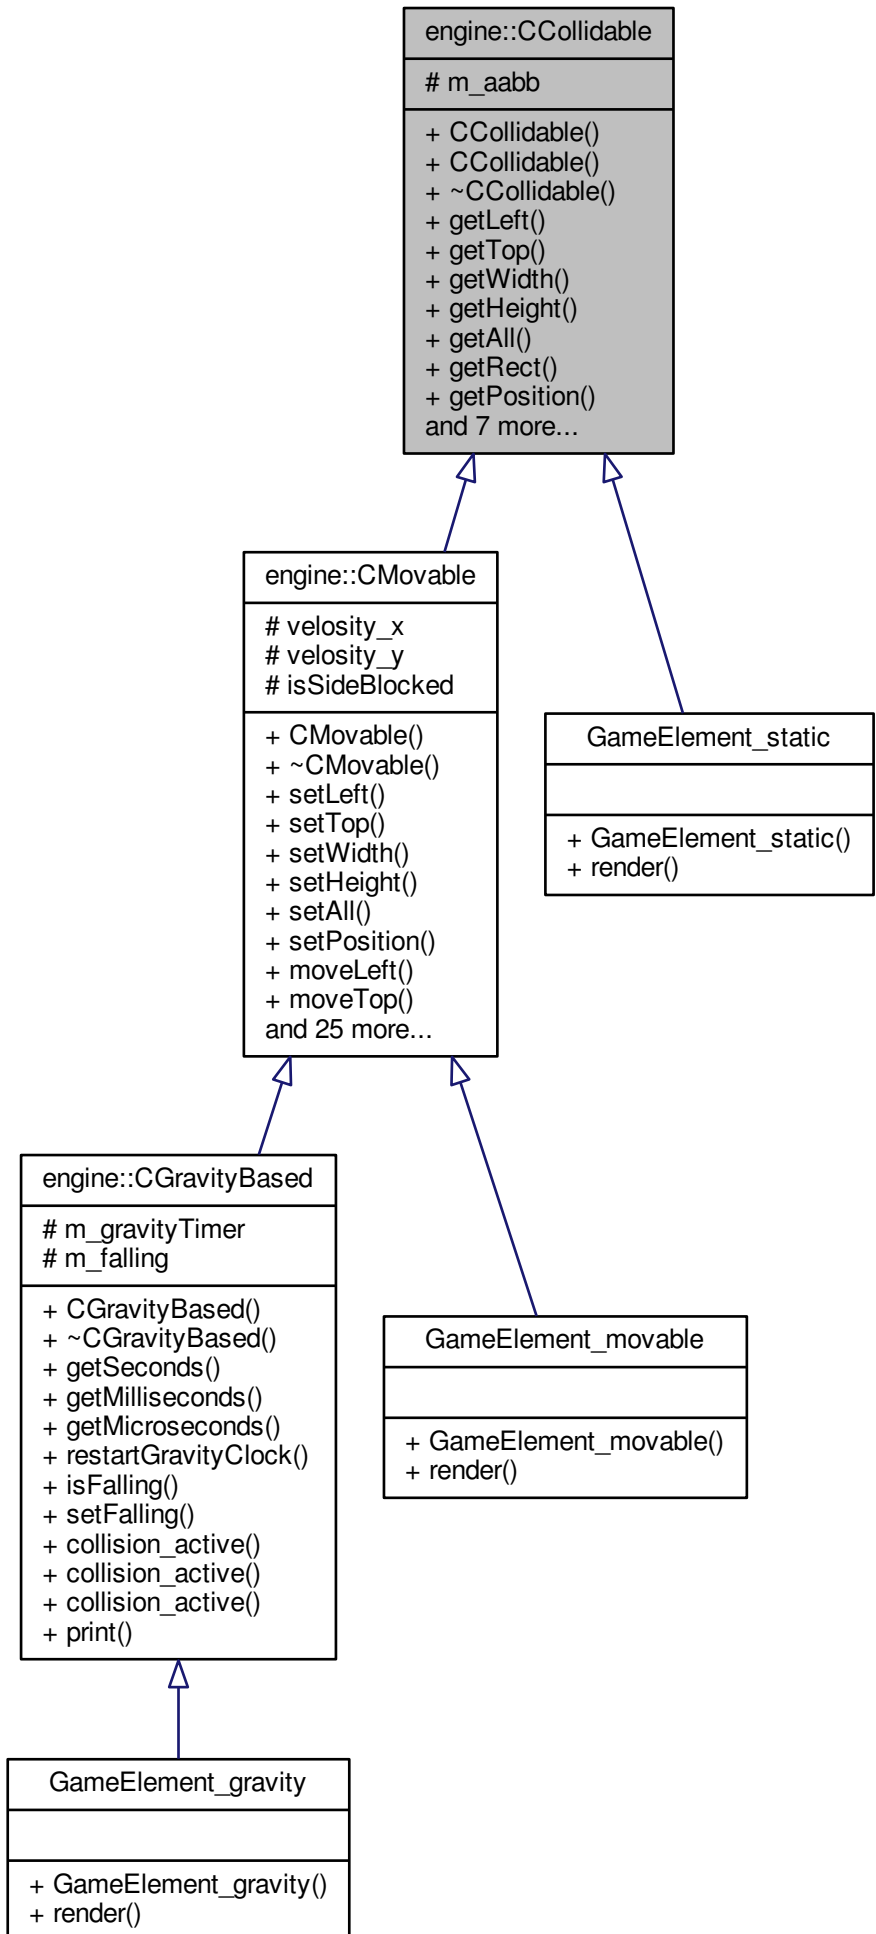 engine::CCollidable
# m_aabb
+ CCollidable()
+ CCollidable()
+ ~CCollidable()
+ getLeft()
+ getTop()
+ getWidth()
+ getHeight()
+ getAll()
+ getRect()
+ getPosition()
and 7 more...
engine::CMovable
# velosity_x
# velosity_y
# isSideBlocked
+ CMovable()
+ ~CMovable()
+ setLeft()
+ setTop()
+ setWidth()
+ setHeight()
+ setAll()
+ setPosition()
+ moveLeft()
+ moveTop()
and 25 more...
GameElement_static
+ GameElement_static()
+ render()
engine::CGravityBased
# m_gravityTimer
# m_falling
+ CGravityBased()
+ ~CGravityBased()
+ getSeconds()
+ getMilliseconds()
+ getMicroseconds()
+ restartGravityClock()
+ isFalling()
+ setFalling()
+ collision_active()
+ collision_active()
+ collision_active()
+ print()
GameElement_movable
+ GameElement_movable()
+ render()
GameElement_gravity
+ GameElement_gravity()
+ render()